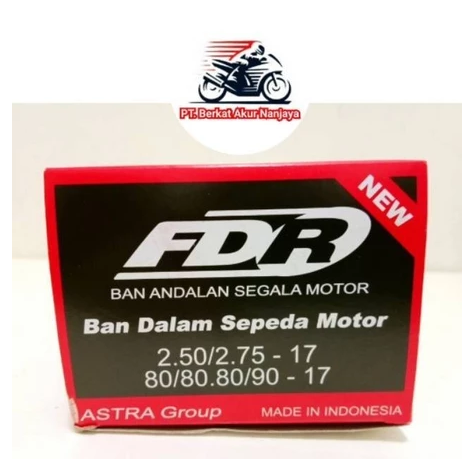 PT. Berkat Akur Nanjaya
NEW
FDR
BAN ANDALAN SEGALA MOTOR
Ban Dalam Sepeda Motor
2.50/2.75 - 17
80/80.80/90 - 17
ASTRA Group MADE IN INDONESIA